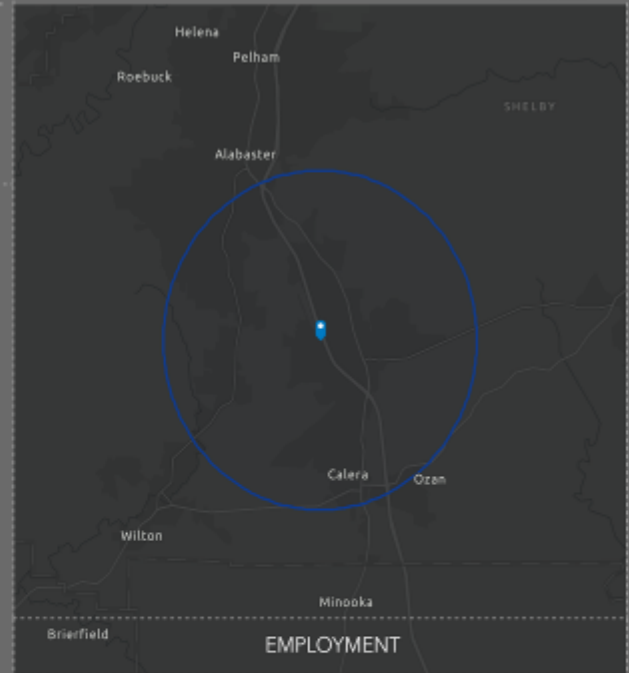 Helena
Pelham
Roebuck
SHELBY
Alabaster
Calera
Ozan
Wilton
Minooka
Brierfield
EMPLOYMENT